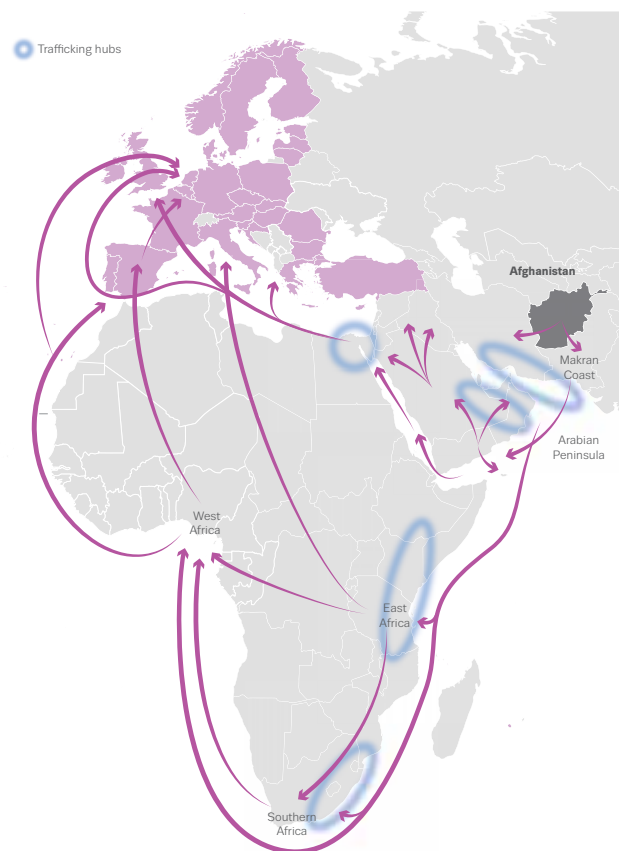 Trafficking hubs
Afghanistan
Makran
Coast
Arabian
Peninsula
West
Africa
East
Africa
Southern
Africa